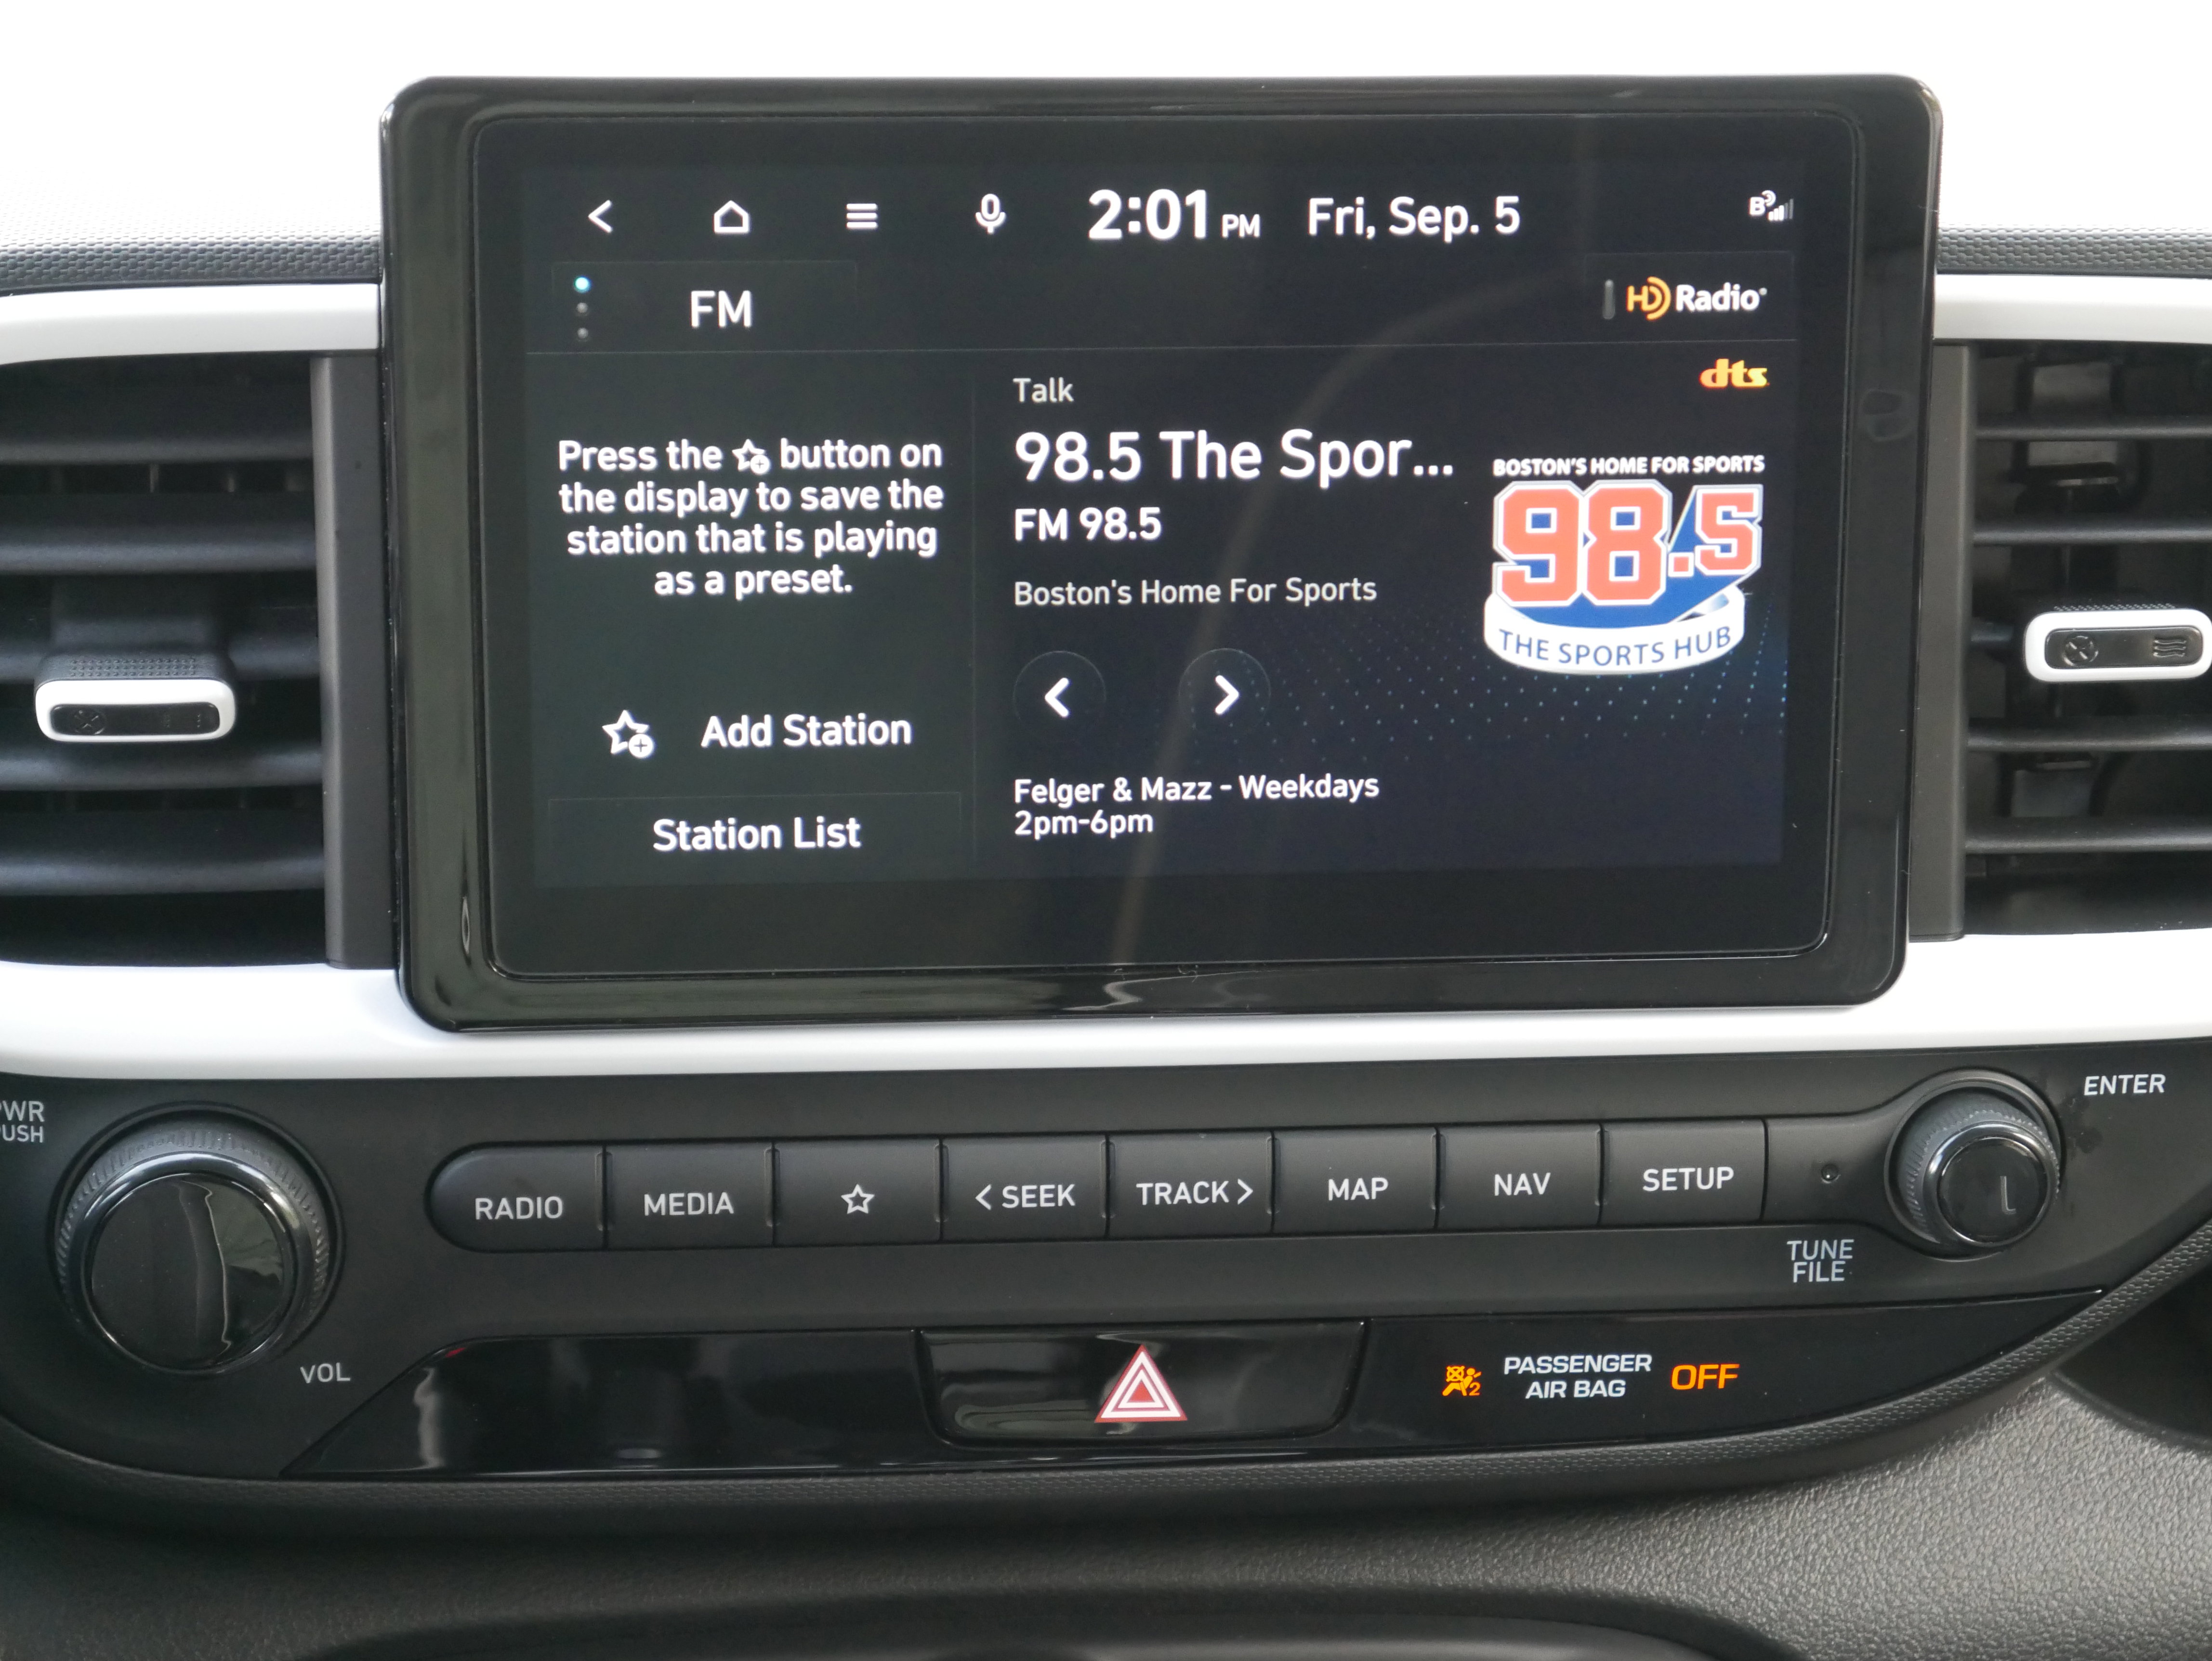 2:01 PM Fri, Sep. 5
FM
HD Radio
dts
Press the button on
the display to save the
station that is playing
as a preset.
Add Station
Station List
Talk
98.5 The Spor...
FM 98.5
Boston's Home For Sports
Felger & Mazz - Weekdays
2pm-6pm
BOSTON'S HOME FOR SPORTS
98.5
THE SPORTS HUB
VOL
RADIO MEDIA < SEEK TRACK > MAP NAV SETUP
ENTER
TUNE
FILE
PASSENGER
AIR BAG
OFF
2